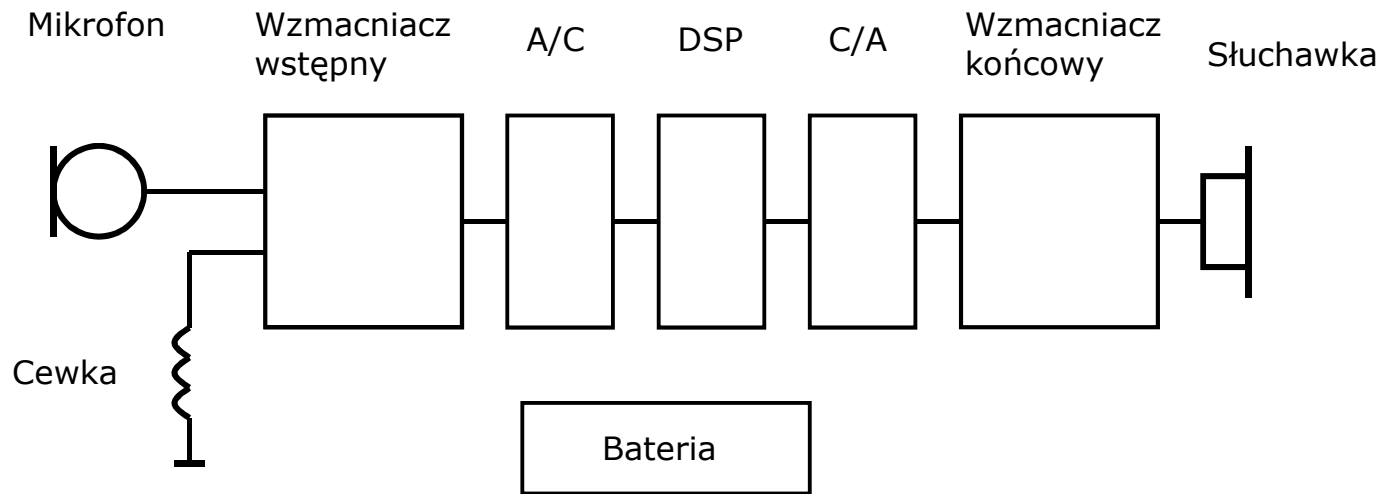 Mikrofon
Wzmacniacz
wstępny
A/C
DSP
C/A
Wzmacniacz
końcowy
Słuchawka
Cewka
Bateria